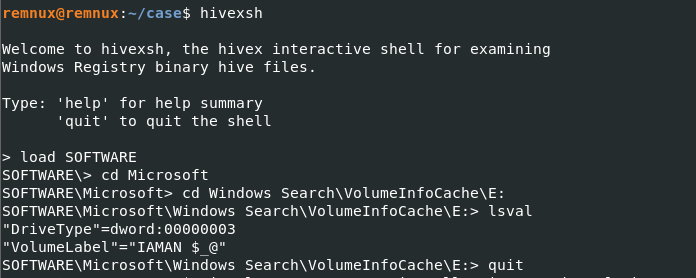 remnux@remnux:~/case$ hivexsh
Welcome to hivexsh, the hivex interactive shell for examining
Windows Registry binary hive files.
Type: 'help' for help summary
'quit' to quit the shell
> load SOFTWARE
SOFTWARE\> cd Microsoft
SOFTWARE\Microsoft> cd Windows Search\VolumeInfoCache\E:
SOFTWARE\Microsoft\Windows Search\VolumeInfoCache\E:> lsval
"DriveType"=dword:00000003
"VolumeLabel"="IAMAN $_@"
SOFTWARE\Microsoft\Windows Search\VolumeInfoCache\E:> quit